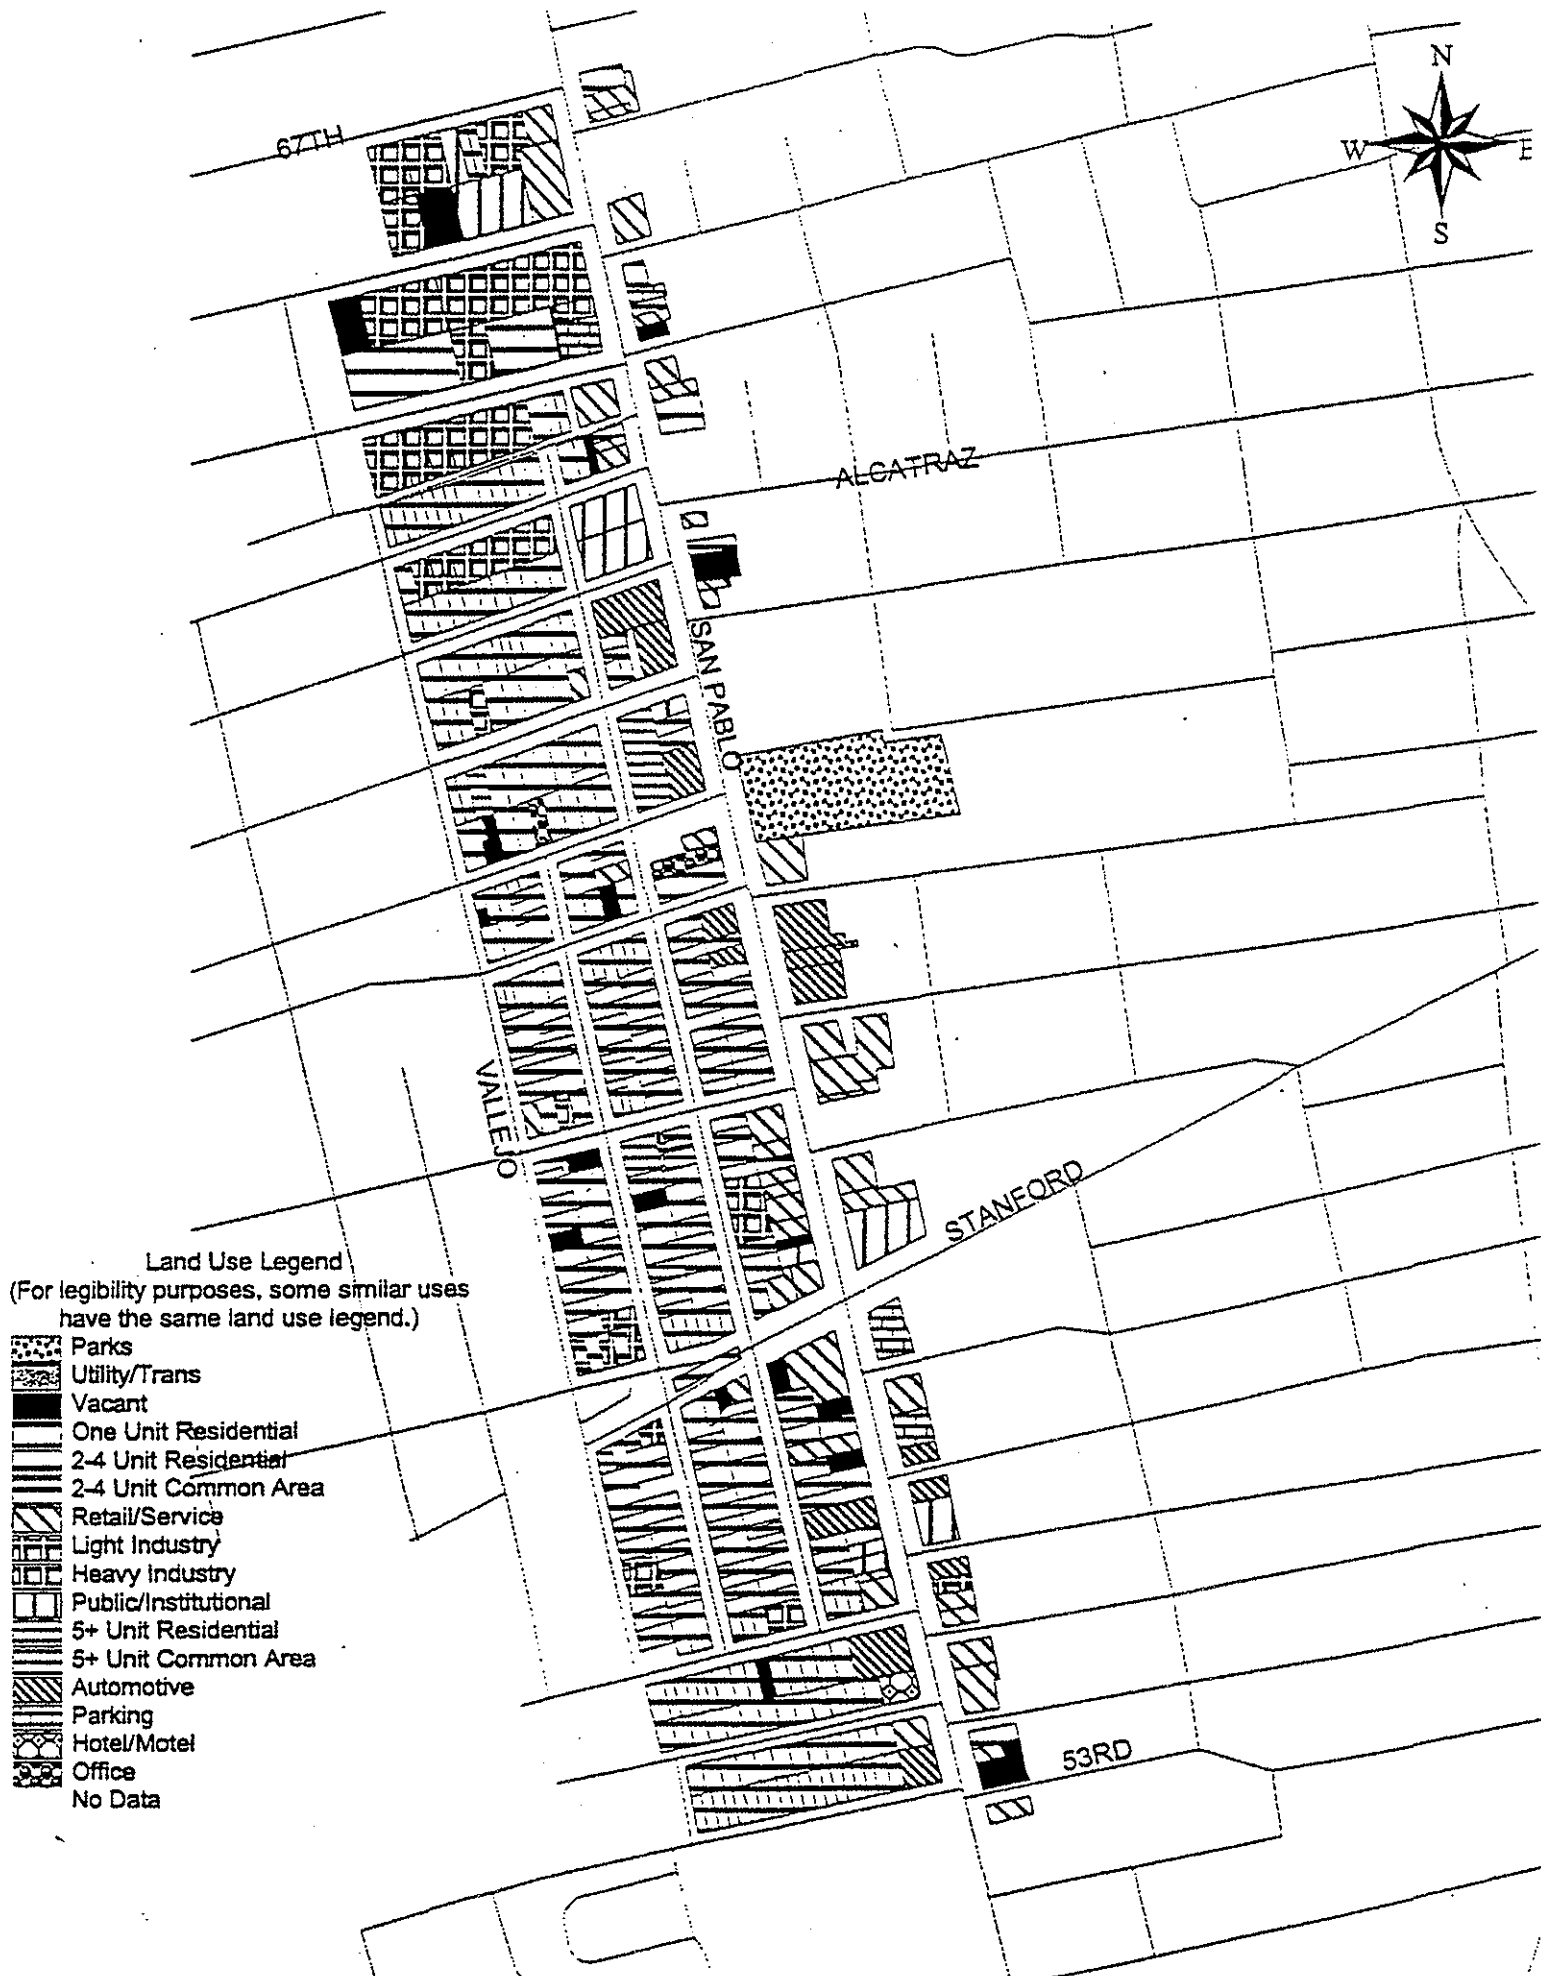 N
67TH
W
E
S
ALCATRAZ
SAN PABLO
VALLEJO
STANFORD
Land Use Legend
(For legibility purposes, some similar uses
have the same land use legend.)
Parks
Utility/Trans
Vacant
One Unit Residential
2-4 Unit Residential
2-4 Unit Common Area
Retail/Service
Light Industry
Heavy Industry
Public/Institutional
5+ Unit Residential
5+ Unit Common Area
Automotive
Parking
Hotel/Motel
Office
No Data
53RD